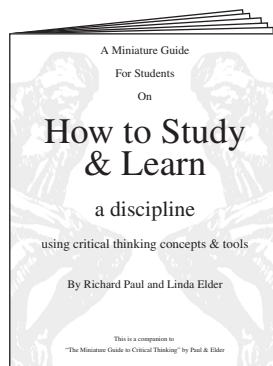 A Miniature Guide
For Students
On
How to Study
& Learn
a discipline
using critical thinking concepts & tools
By Richard Paul and Linda Elder
This is a companion to
“The Miniature Guide to Critical Thinking” by Paul & Elder